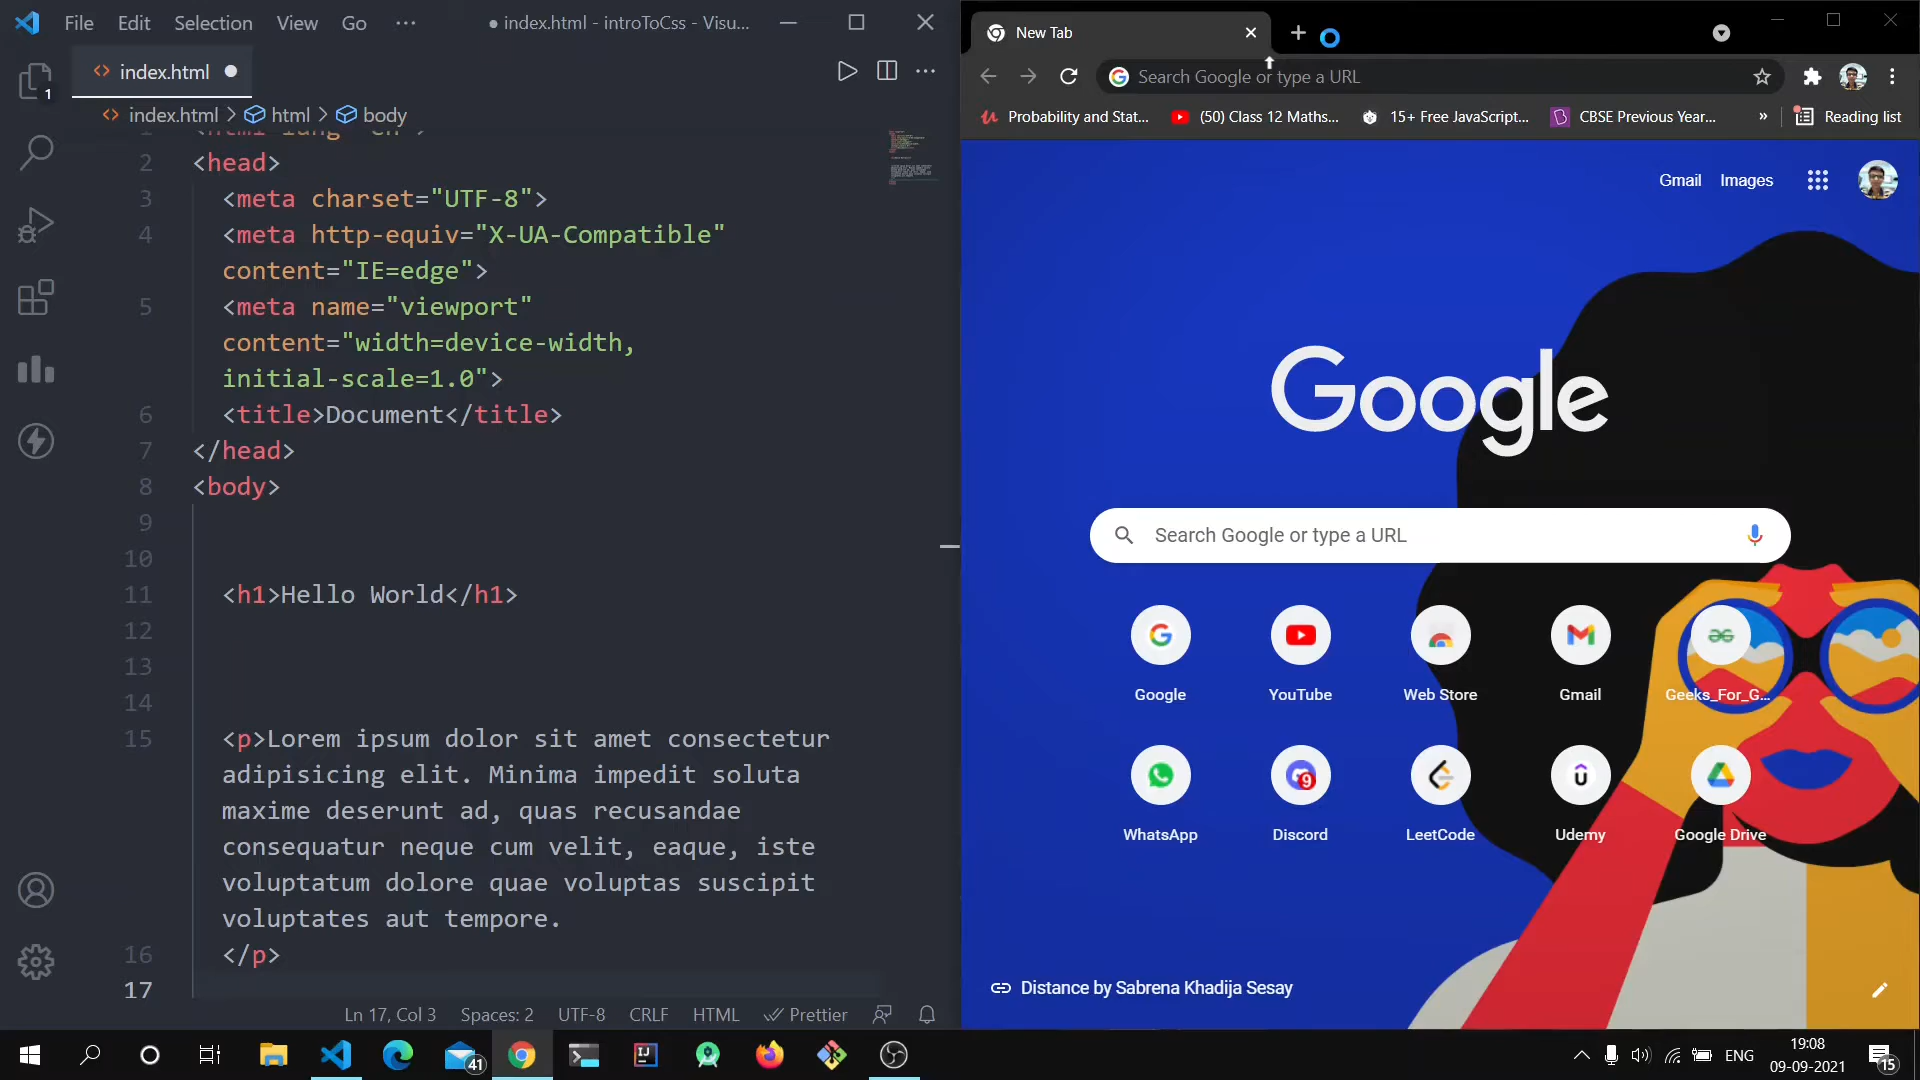 File Edit Selection View Go ··· ● index.html - introToCss - Visu...
index.html
index.html > html > body
1
2 <head>
3 <meta charset="UTF-8">
4 <meta http-equiv="X-UA-Compatible"
content="IE=edge">
5 <meta name="viewport"
content="width=device-width,
initial-scale=1.0">
6 <title>Document</title>
7 </head>
8 <body>
9
10
11 <h1>Hello World</h1>
12
13
14
15 <p>Lorem ipsum dolor sit amet consectetur
adipisicing elit. Minima impedit soluta
maxime deserunt ad, quas recusandae
consequatur neque cum velit, eaque, iste
voluptatum dolore quae voluptas suscipit
voluptates aut tempore.
16 </p>
17
Ln 17, Col 3 Spaces: 2 UTF-8 CRLF HTML Prettier
New Tab
Search Google or type a URL
Probability and Stat... (50) Class 12 Maths... 15+ Free JavaScript... CBSE Previous Year... » Reading list
Gmail Images
Google
Search Google or type a URL
Google YouTube Web Store Gmail Geeks_For_G...
9
WhatsApp Discord LeetCode Udemy Google Drive
Distance by Sabrena Khadija Sesay
41
ENG
19:08
09-09-2021
15